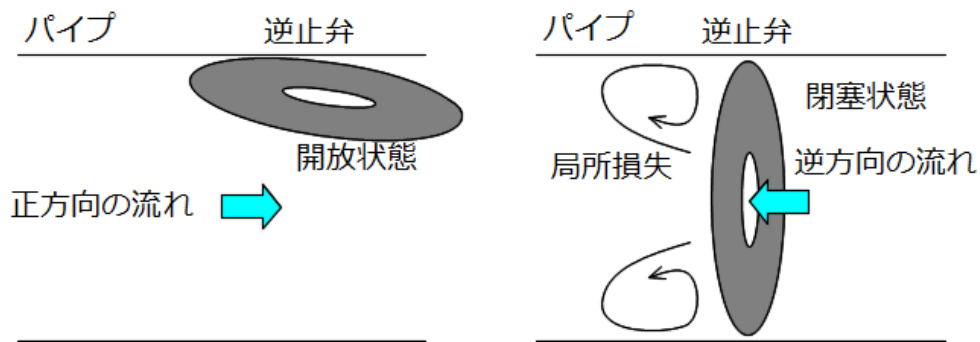 パイプ
逆止弁
開放状態
正方向の流れ
パイプ
逆止弁
閉塞状態
局所損失
逆方向の流れ